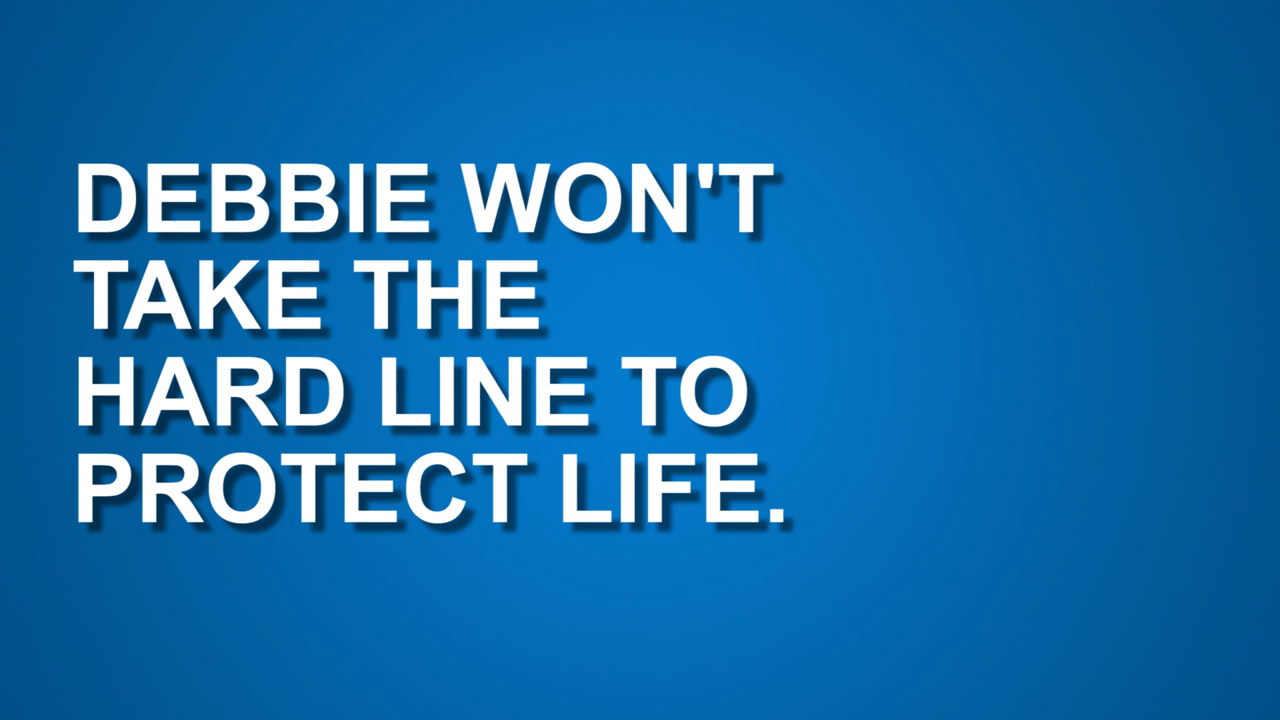 DEBBIE WON'T
TAKE THE
HARD LINE TO
PROTECT LIFE.